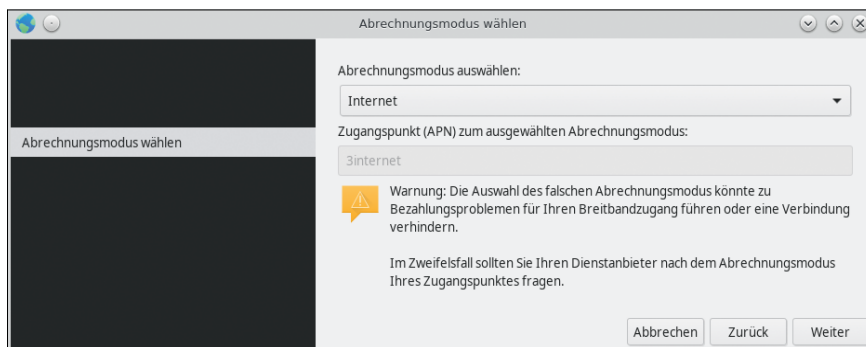 Abrechnungsmodus wählen
Abrechnungsmodus auswählen:
Internet
Abrechnungsmodus wählen
Zugangspunkt (APN) zum ausgewählten Abrechnungsmodus:
3internet
Warnung: Die Auswahl des falschen Abrechnungsmodus könnte zu
Bezahlungsproblemen für Ihren Breitbandzugang führen oder eine Verbindung
verhindern.
Im Zweifelsfall sollten Sie Ihren Dienstanbieter nach dem Abrechnungsmodus
Ihres Zugangspunktes fragen.
Abbrechen
Zurück
Weiter